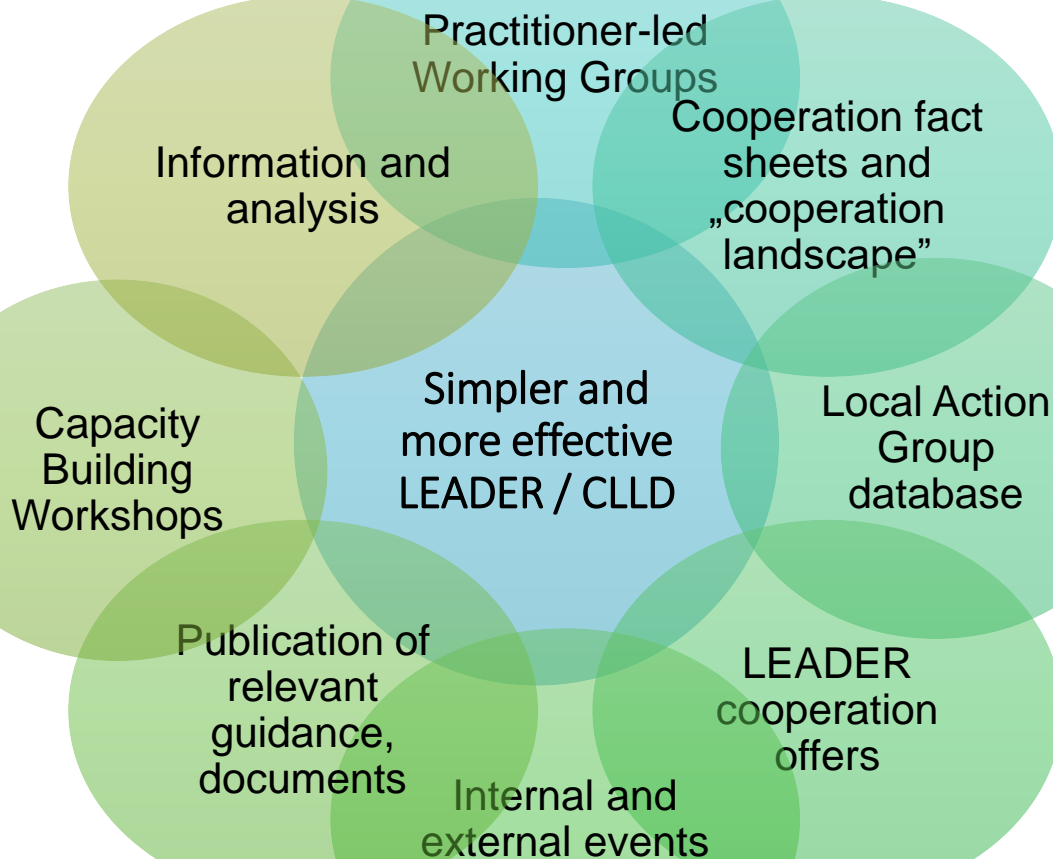 Practitioner-led
Working Groups
Cooperation fact
sheets and
„cooperation
landscape”
Information and
analysis
Simpler and
more effective
LEADER / CLLD
Local Action
Group
database
Capacity
Building
Workshops
Publication of
relevant
guidance,
documents
LEADER
cooperation
offers
Internal and
external events